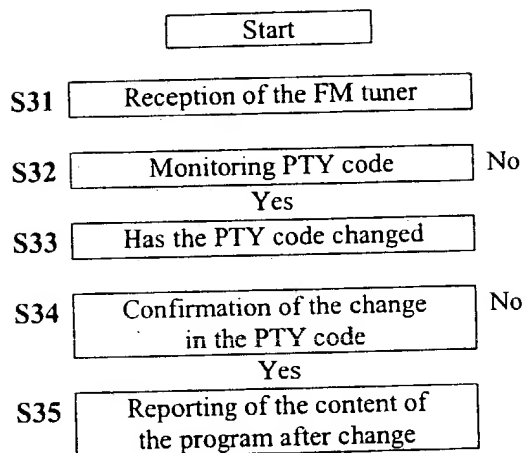 Start
S31 Reception of the FM tuner
S32 Monitoring PTY code No
Yes
S33 Has the PTY code changed
S34 Confirmation of the change No
in the PTY code
Yes
S35 Reporting of the content of
the program after change